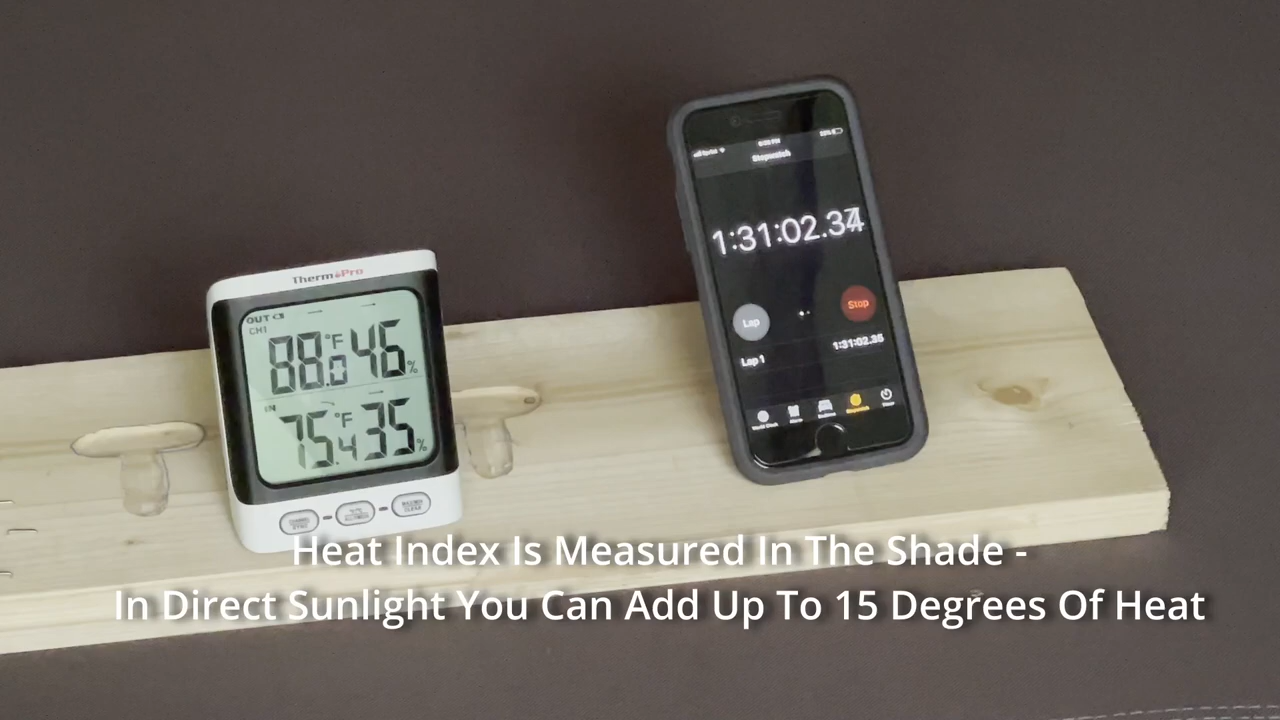 ThermoPro
OUT
CH1
88.0 °F 46 %
IN
75.4 °F 35 %
Stopwatch
1:31:02.34
Lap
Stop
Lap 1
1:31:02.35
Heat Index Is Measured In The Shade -
In Direct Sunlight You Can Add Up To 15 Degrees Of Heat